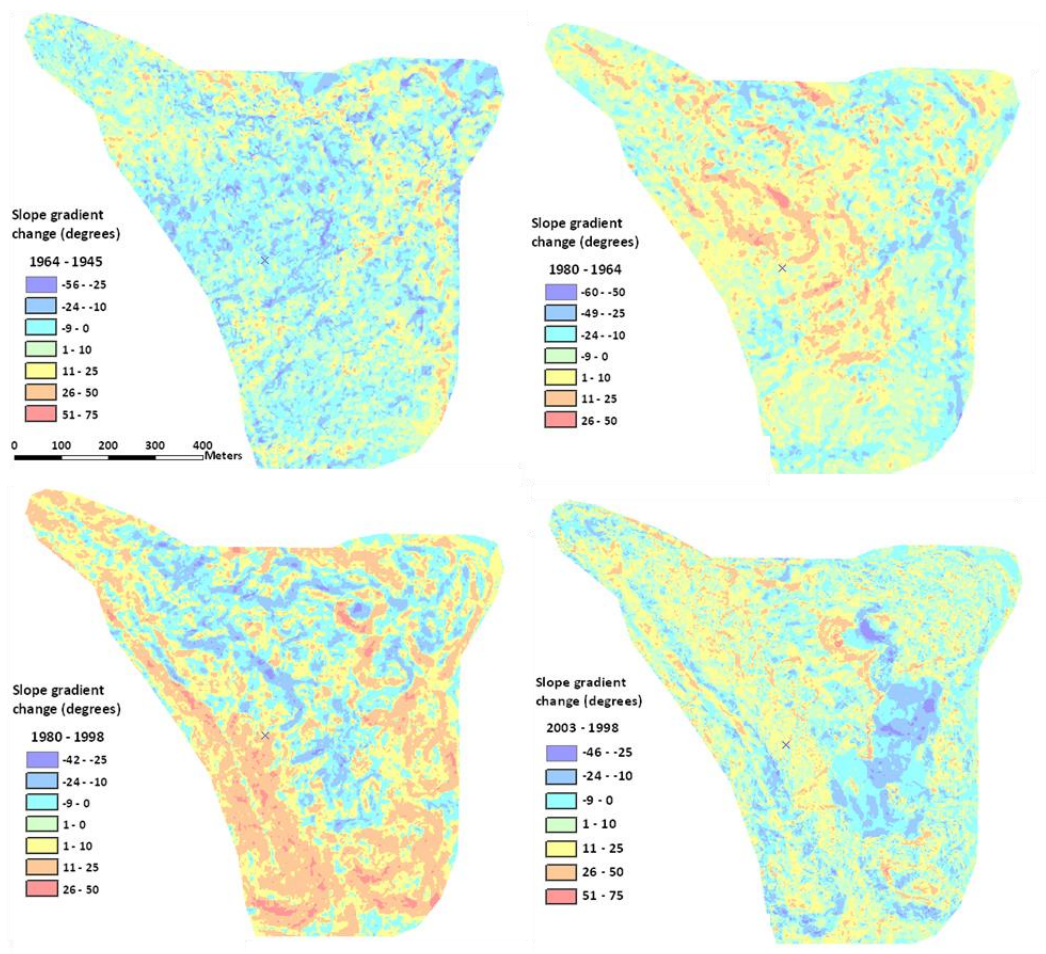 Slope gradient
change (degrees)
1964 - 1945
-56 - -25
-24 - -10
-9 - 0
1 - 10
11 - 25
26 - 50
51 - 75
0 100 200 300 400
Meters
Slope gradient
change (degrees)
1980 - 1964
-60 - -50
-49 - -25
-24 - -10
-9 - 0
1 - 10
11 - 25
26 - 50
Slope gradient
change (degrees)
1980 - 1998
-42 - -25
-24 - -10
-9 - 0
1 - 0
1 - 10
11 - 25
26 - 50
Slope gradient
change (degrees)
2003 - 1998
-46 - -25
-24 - -10
-9 - 0
1 - 10
11 - 25
26 - 50
51 - 75